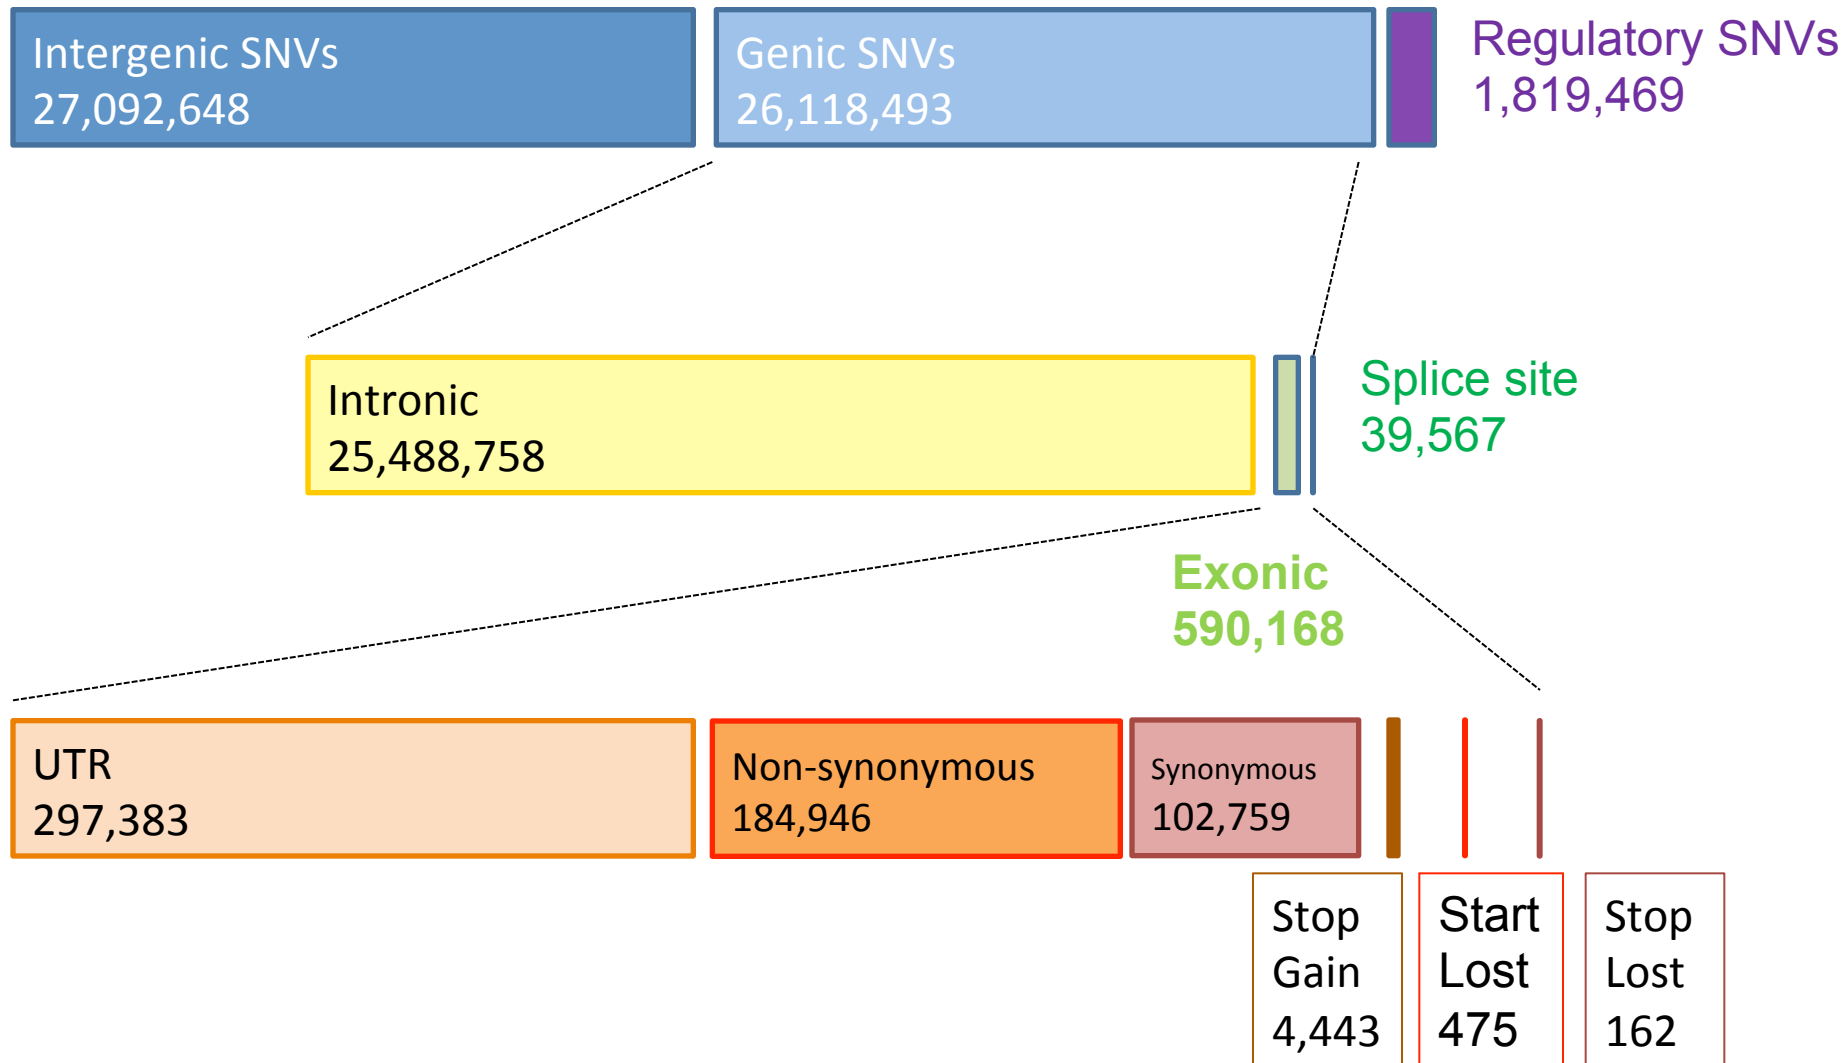 Intergenic SNVs
27,092,648
Genic SNVs
26,118,493
Regulatory SNVs
1,819,469
Intronic
25,488,758
Splice site
39,567
Exonic
590,168
UTR
297,383
Non-synonymous
184,946
Synonymous
102,759
Stop
Gain
4,443
Start
Lost
475
Stop
Lost
162